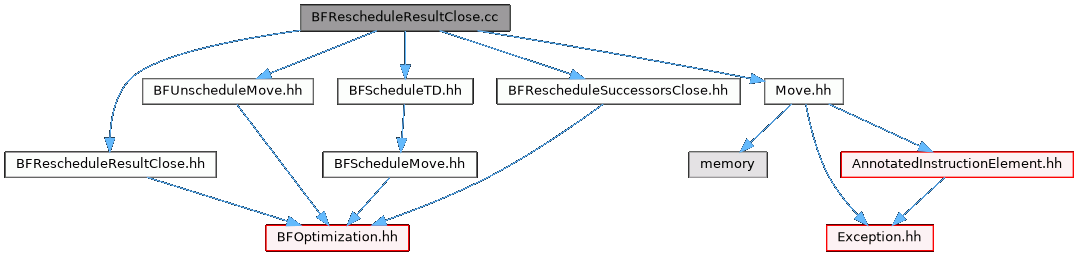 BFRescheduleResultClose.cc
BFUnscheduleMove.hh
BFScheduleTD.hh
BFRescheduleSuccessorsClose.hh
Move.hh
BFRescheduleResultClose.hh
BFScheduleMove.hh
memory
AnnotatedInstructionElement.hh
BFOptimization.hh
Exception.hh